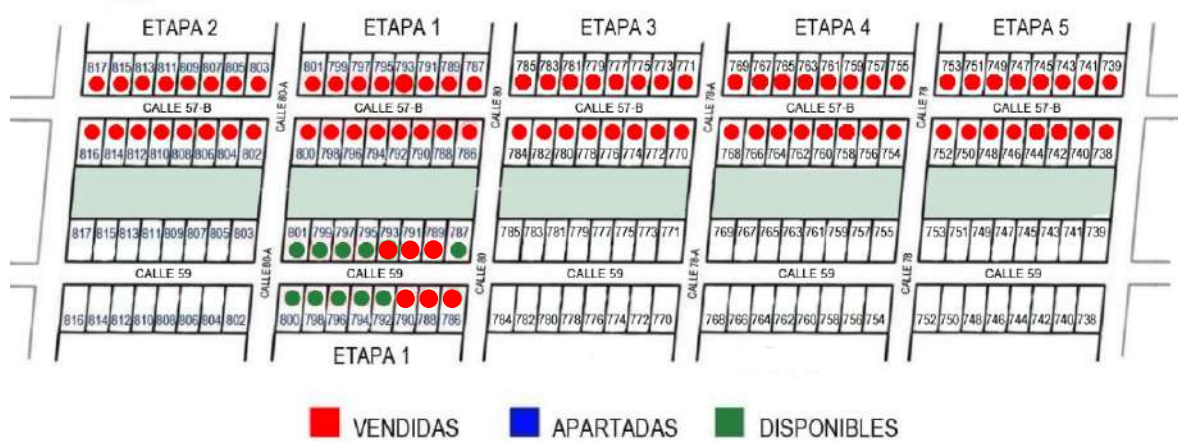 ETAPA 2 ETAPA 1 ETAPA 3 ETAPA 4 ETAPA 5
817 815 813 811 809 807 805 803 801 799 797 795 793 791 789 787 785 783 781 779 777 775 773 771 769 767 765 763 761 759 757 755 753 751 749 747 745 743 741 739
CALLE 57-B CALLE 80-A CALLE 57-B CALLE 80 CALLE 57-B CALLE 78-A CALLE 57-B CALLE 78 CALLE 57-B
816 814 812 810 808 806 804 802 800 798 796 794 792 790 788 786 784 782 780 778 776 774 772 770 768 766 764 762 760 758 756 754 752 750 748 746 744 742 740 738
817 815 813 811 809 807 805 803 801 799 797 795 793 791 789 787 785 783 781 779 777 775 773 771 769 767 765 763 761 759 757 755 753 751 749 747 745 743 741 739
CALLE 59 CALLE 80-A CALLE 59 CALLE 80 CALLE 59 CALLE 78-A CALLE 59 CALLE 78 CALLE 59
816 814 812 810 808 806 804 802 800 798 796 794 792 790 788 786 784 782 780 778 776 774 772 770 768 766 764 762 760 758 756 754 752 750 748 746 744 742 740 738
ETAPA 1
VENDIDAS APARTADAS DISPONIBLES